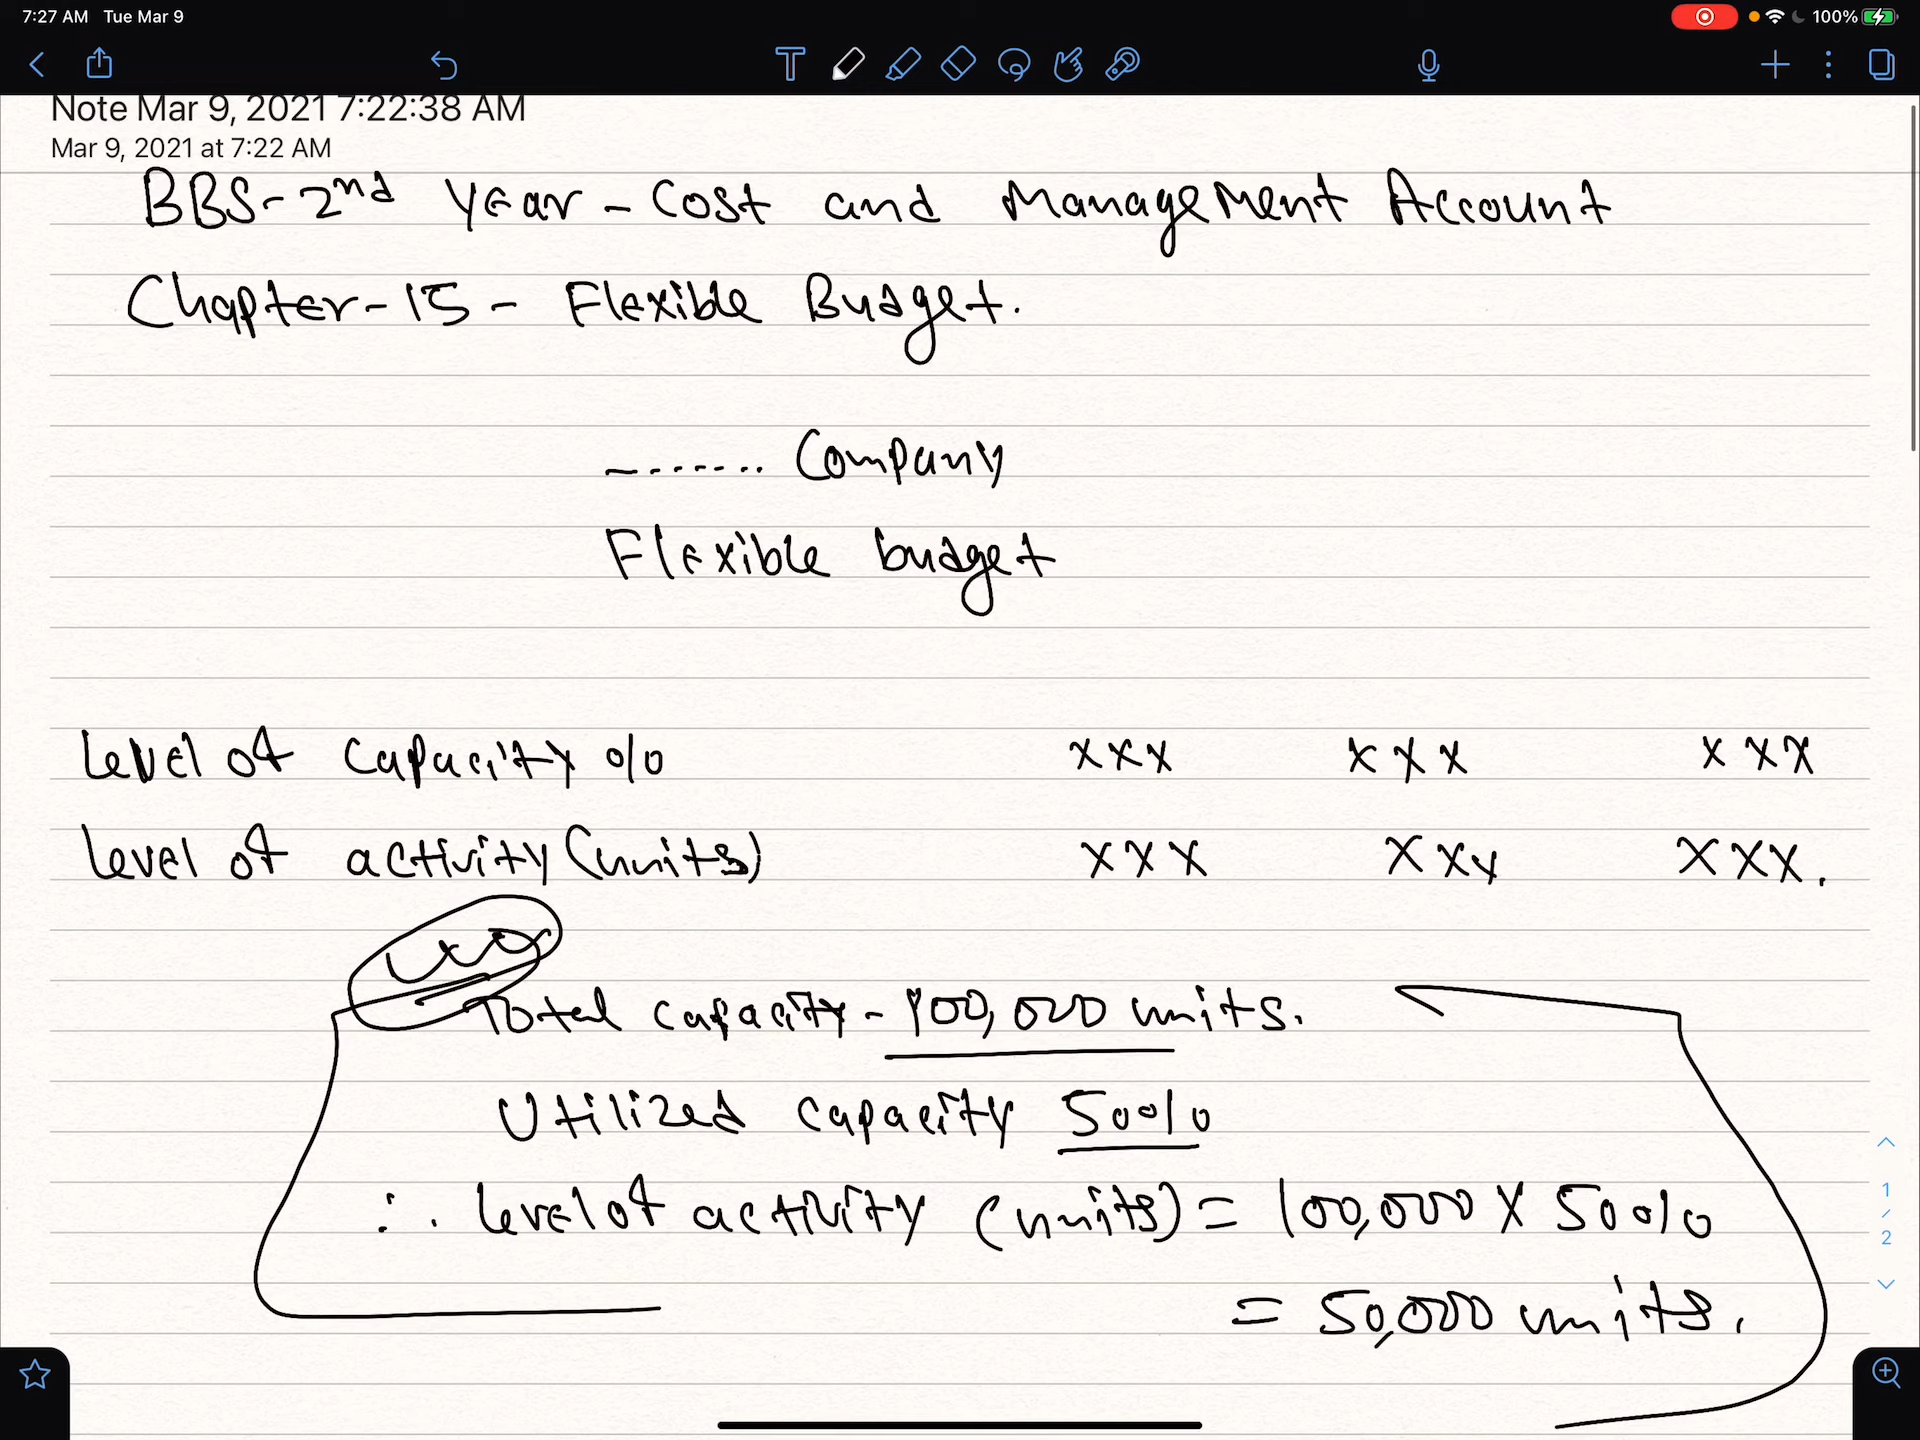 7:27 AM Tue Mar 9
100%
Note Mar 9, 2021 7:22:38 AM
Mar 9, 2021 at 7:22 AM
BBS-2nd Year - Cost and Management Account
Chapter-15 - Flexible Budget.
-....... Company
Flexible budget
Level of Capacity % xxx xxx xxx
Level of activity (units) xxx xxx xxx.
Total capacity - 100,000 units.
Utilized capacity 50%
∴ Level of activity (units) = 100,000 x 50%
= 50,000 units.
1
/
2